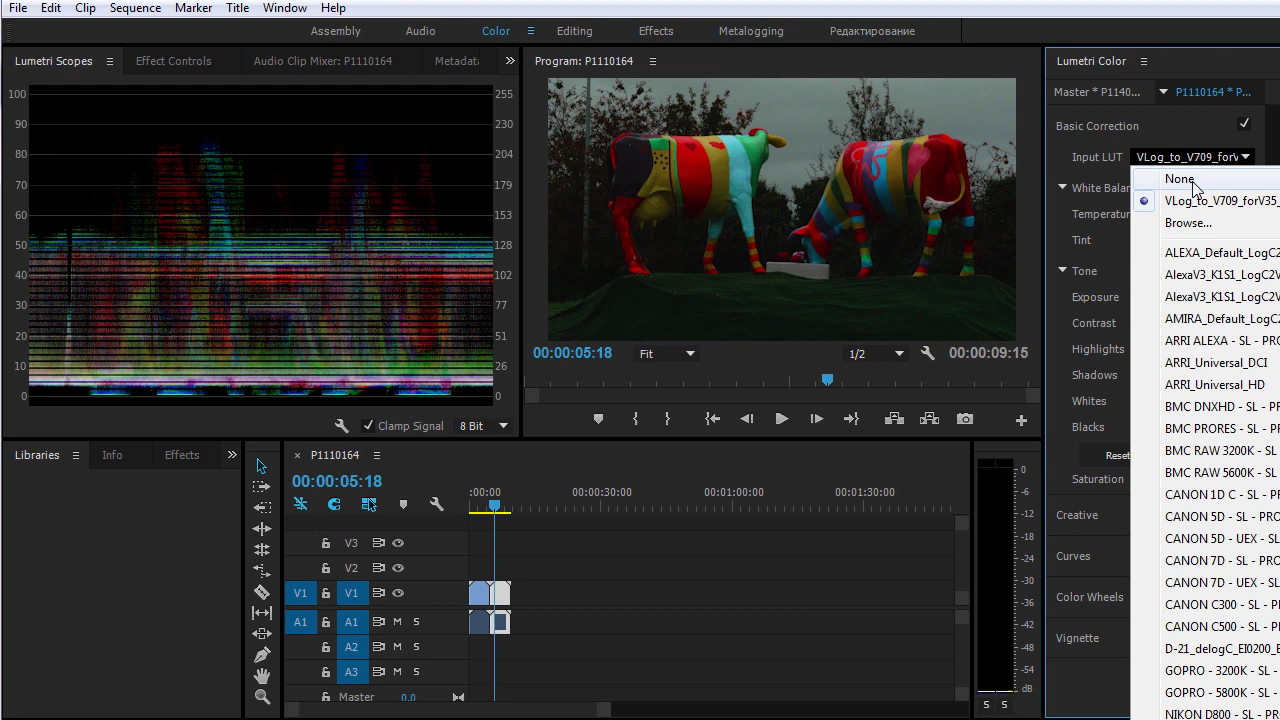 File Edit Clip Sequence Marker Title Window Help
Assembly Audio Color Editing Effects Metalogging Редактирование
Lumetri Scopes Effect Controls Audio Clip Mixer: P1110164 Metadata
100 255
90 230
80 204
70 179
60 153
50 128
40 102
30 77
20 51
10 26
0 0
Clamp Signal 8 Bit
Program: P1110164
00:00:05:18 Fit 1/2 00:00:09:15
Lumetri Color
Master * P1140... P1110164 * P...
Basic Correction
Input LUT VLog_to_V709_forV
White Balan
Temperatur
Tint
Tone
Exposure
Contrast
Highlights
Shadows
Whites
Blacks
Reset
Saturation
Creative
Curves
Color Wheels
Vignette
None
VLog_to_V709_forV35_
Browse...
ALEXA_Default_LogC2
AlexaV3_K1S1_LogC2V
AlexaV3_K1S1_LogC2V
AMIRA_Default_LogC2
ARRI ALEXA - SL - PRO
ARRI_Universal_DCI
ARRI_Universal_HD
BMC DNXHD - SL - PR
BMC PRORES - SL - PR
BMC RAW 3200K - SL -
BMC RAW 5600K - SL -
CANON 1D C - SL - PR
CANON 5D - SL - PRO
CANON 5D - UEX - SL
CANON 7D - SL - PRO
CANON 7D - UEX - SL
CANON C300 - SL - PR
CANON C500 - SL - PR
D-21_delogC_EI0200_B
GOPRO - 3200K - SL - P
GOPRO - 5800K - SL - P
NIKON D800 - SL - PR
Libraries Info Effects
P1110164
00:00:05:18
:00:00 00:00:30:00 00:01:00:00 00:01:30:00
V3
V2
V1 V1
A1 A1 M S
A2 M S
A3 M S
Master 0,0
0
-6
-12
-18
-24
-30
-36
-42
-48
-54
dB
S S